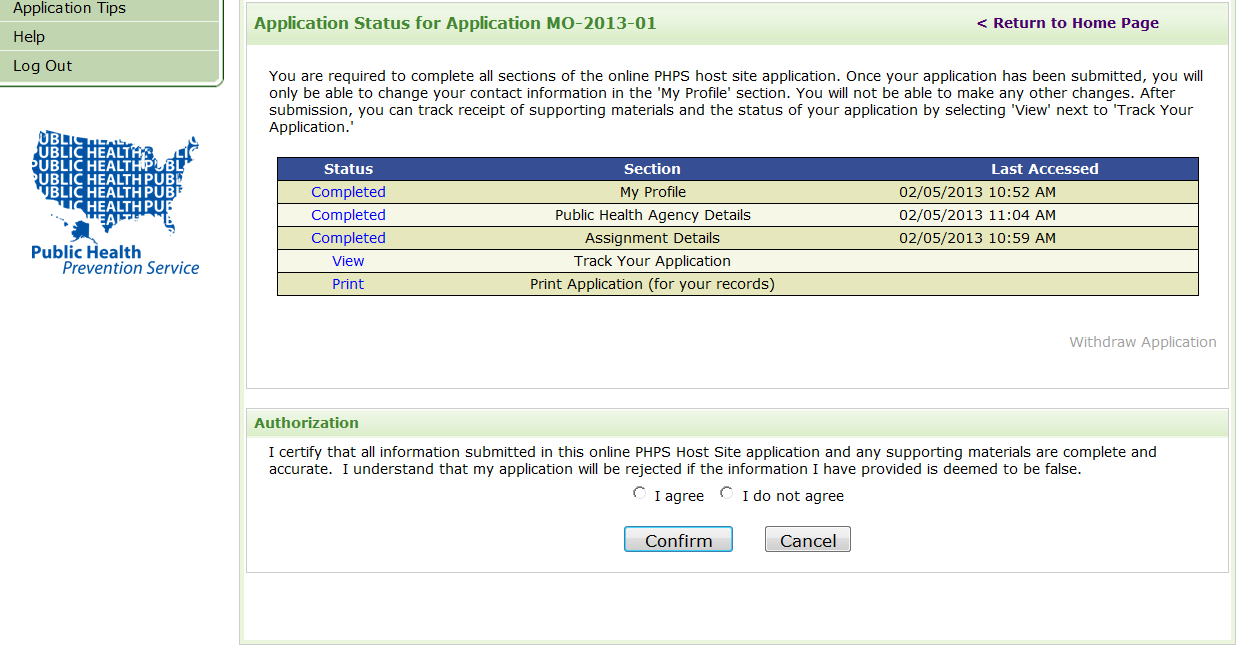 Application Tips
Help
Log Out
PUBLIC HEALTH
PUBLIC HEALTH
PUBLIC HEALTH PUBL
PUBLIC HEALTH PUB
PUBLIC HEALTH PUB
HEALTH PUB
Public Health
Prevention Service
Application Status for Application MO-2013-01
< Return to Home Page
You are required to complete all sections of the online PHPS host site application. Once your application has been submitted, you will
only be able to change your contact information in the 'My Profile' section. You will not be able to make any other changes. After
submission, you can track receipt of supporting materials and the status of your application by selecting 'View' next to 'Track Your
Application.'
Status Section Last Accessed
Completed My Profile 02/05/2013 10:52 AM
Completed Public Health Agency Details 02/05/2013 11:04 AM
Completed Assignment Details 02/05/2013 10:59 AM
View Track Your Application
Print Print Application (for your records)
Withdraw Application
Authorization
I certify that all information submitted in this online PHPS Host Site application and any supporting materials are complete and
accurate. I understand that my application will be rejected if the information I have provided is deemed to be false.
I agree I do not agree
Confirm Cancel